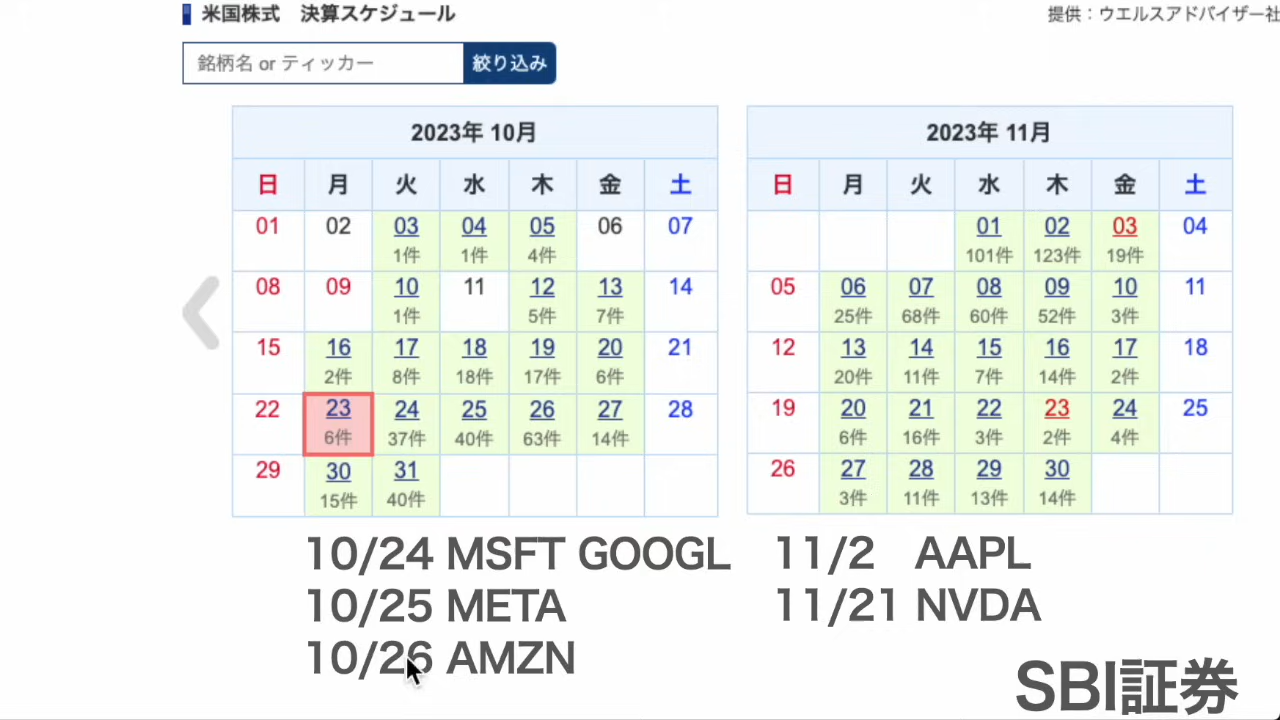 米国株式 決算スケジュール
提供：ウエルスアドバイザー社
銘柄名 or ティッカー 絞り込み
2023年 10月
日 月 火 水 木 金 土
01 02 03 04 05 06 07
1件 1件 4件
08 09 10 11 12 13 14
1件 5件 7件
15 16 17 18 19 20 21
2件 8件 18件 17件 6件
22 23 24 25 26 27 28
6件 37件 40件 63件 14件
29 30 31
15件 40件
2023年 11月
日 月 火 水 木 金 土
01 02 03 04
101件 123件 19件
05 06 07 08 09 10 11
25件 68件 60件 52件 3件
12 13 14 15 16 17 18
20件 11件 7件 14件 2件
19 20 21 22 23 24 25
6件 16件 3件 2件 4件
26 27 28 29 30
3件 11件 13件 14件
10/24 MSFT GOOGL
10/25 META
10/26 AMZN
11/2 AAPL
11/21 NVDA
SBI証券